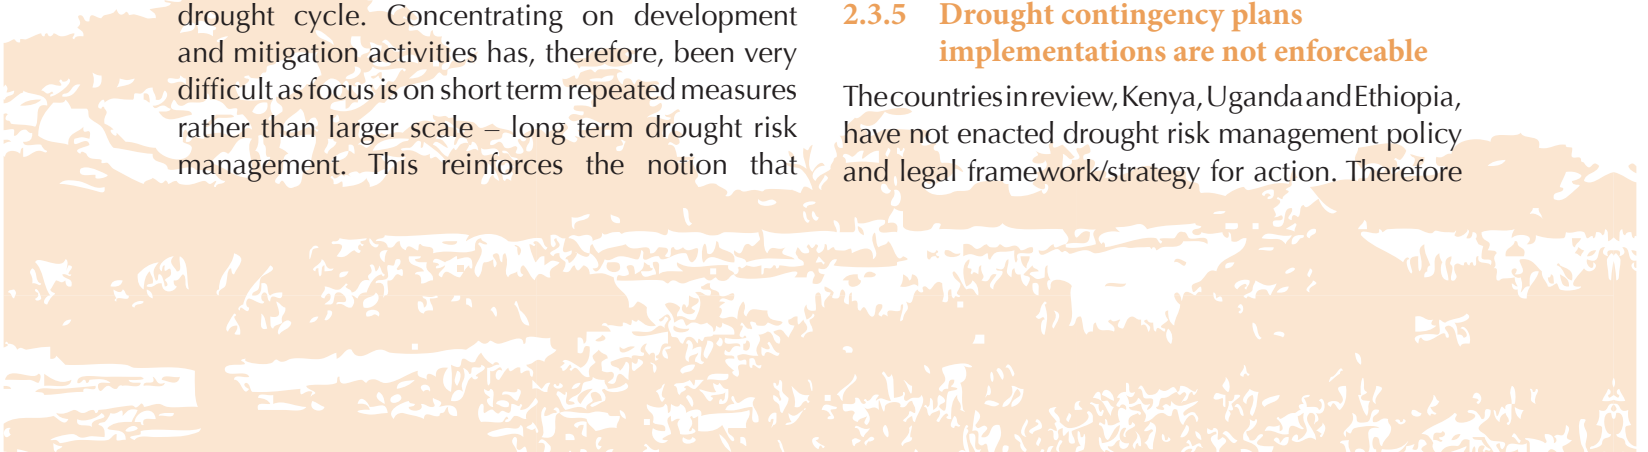 drought cycle. Concentrating on development
and mitigation activities has, therefore, been very
difficult as focus is on short term repeated measures
rather than larger scale – long term drought risk
management. This reinforces the notion that
2.3.5 Drought contingency plans
implementations are not enforceable
The countries in review, Kenya, Uganda and Ethiopia,
have not enacted drought risk management policy
and legal framework/strategy for action. Therefore